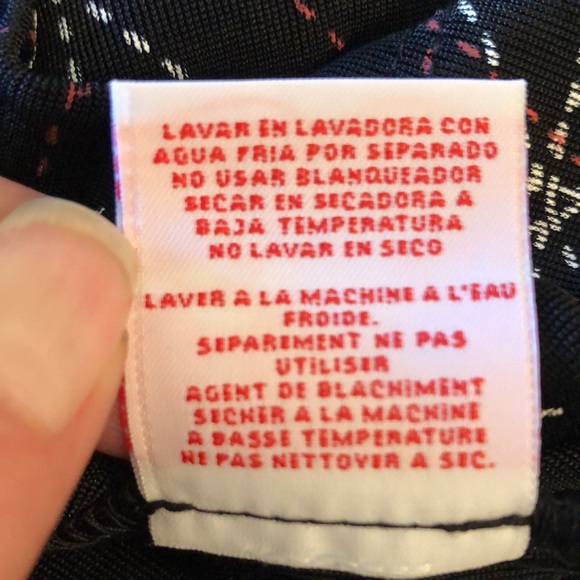 LAVAR EN LAVADORA CON
AGUA FRIA POR SEPARADO
NO USAR BLANQUEADOR
SECAR EN SECADORA A
BAJA TEMPERATURA
NO LAVAR EN SECO
LAVER A LA MACHINE A L'EAU
FROIDE.
SEPAREMENT NE PAS
UTILISER
AGENT DE BLACHIMENT
SECHER A LA MACHINE
A BASSE TEMPERATURE
NE PAS NETTOYER A SEC.